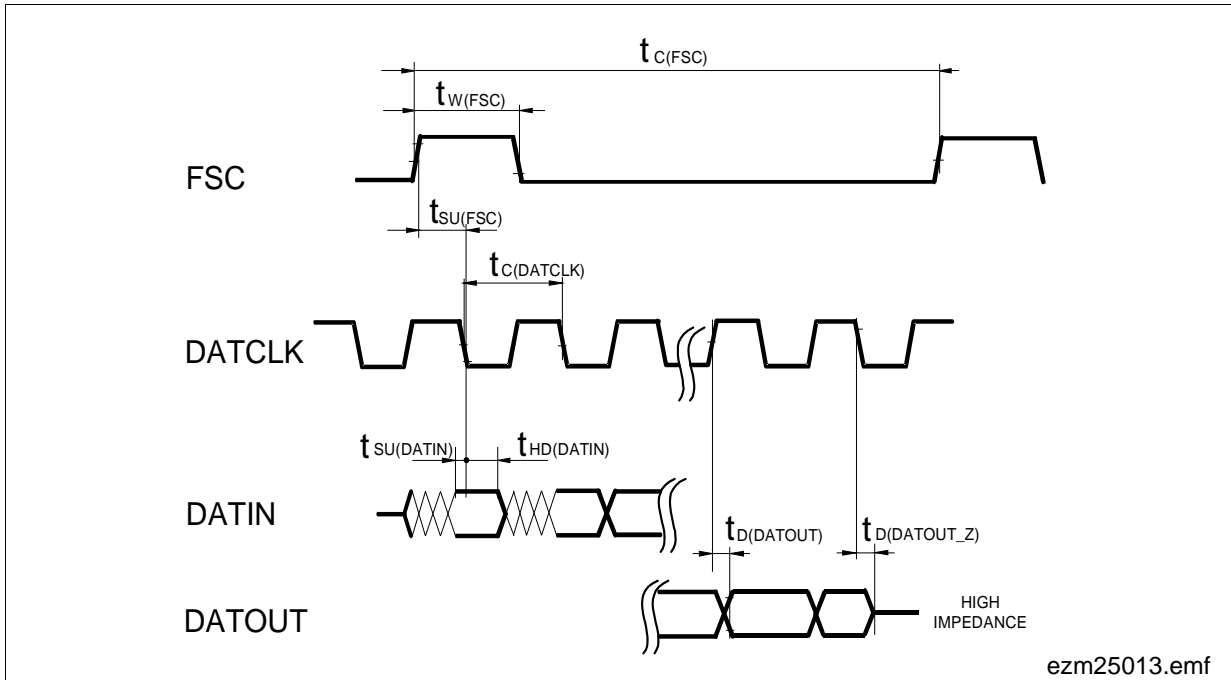 t C(FSC)
t W(FSC)
FSC
t SU(FSC)
t C(DATCLK)
DATCLK
t SU(DATIN) t HD(DATIN)
DATIN
t D(DATOUT) t D(DATOUT_Z)
DATOUT
HIGH
IMPEDANCE
ezm25013.emf